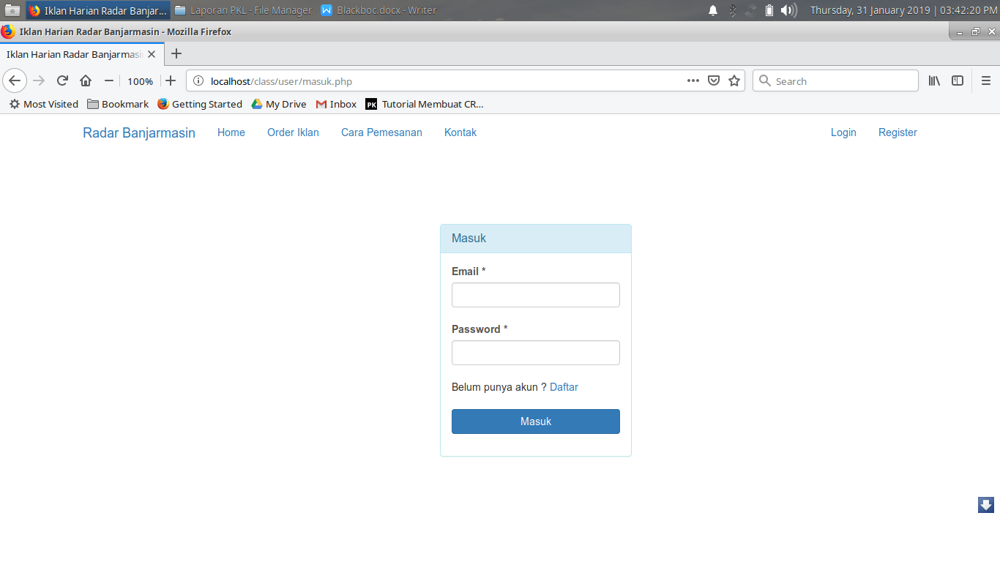 Iklan Harian Radar Banjar... Laporan PKL - File Manager Blackboc.docx - Writer Thursday, 31 January 2019 | 03:42:20 PM
Iklan Harian Radar Banjarmasin - Mozilla Firefox
Iklan Harian Radar Banjarmasi
100% localhost/class/user/masuk.php Search
Most Visited Bookmark Getting Started My Drive Inbox PK Tutorial Membuat CR...
Radar Banjarmasin Home Order Iklan Cara Pemesanan Kontak Login Register
Masuk
Email *
Password *
Belum punya akun ? Daftar
Masuk